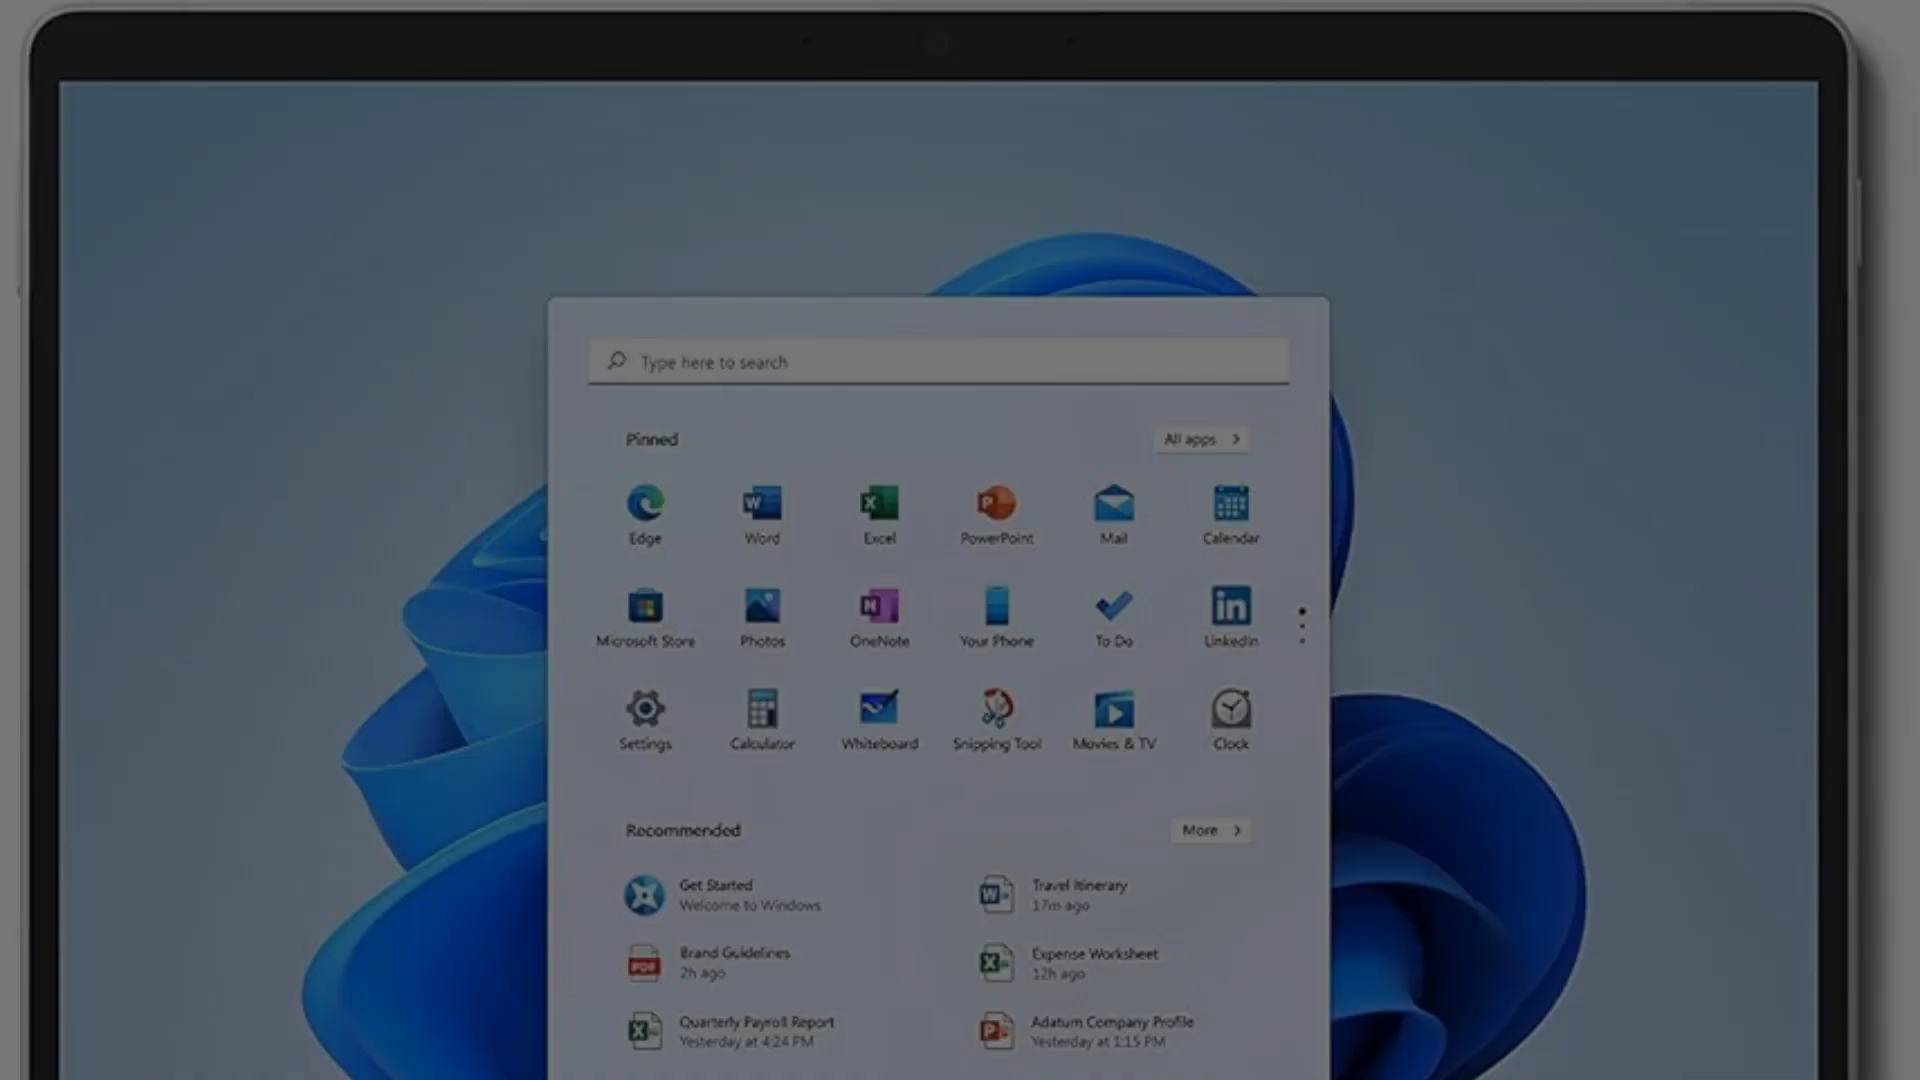 Type here to search
Pinned
All apps
Edge
Word
Excel
PowerPoint
Mail
Calendar
Microsoft Store
Photos
OneNote
Your Phone
To Do
LinkedIn
Settings
Calculator
Whiteboard
Snipping Tool
Movies & TV
Clock
Recommended
More
Get Started
Welcome to Windows
Travel Itinerary
17m ago
Brand Guidelines
2h ago
Expense Worksheet
12h ago
Quarterly Payroll Report
Yesterday at 4:24 PM
Adatum Company Profile
Yesterday at 1:15 PM